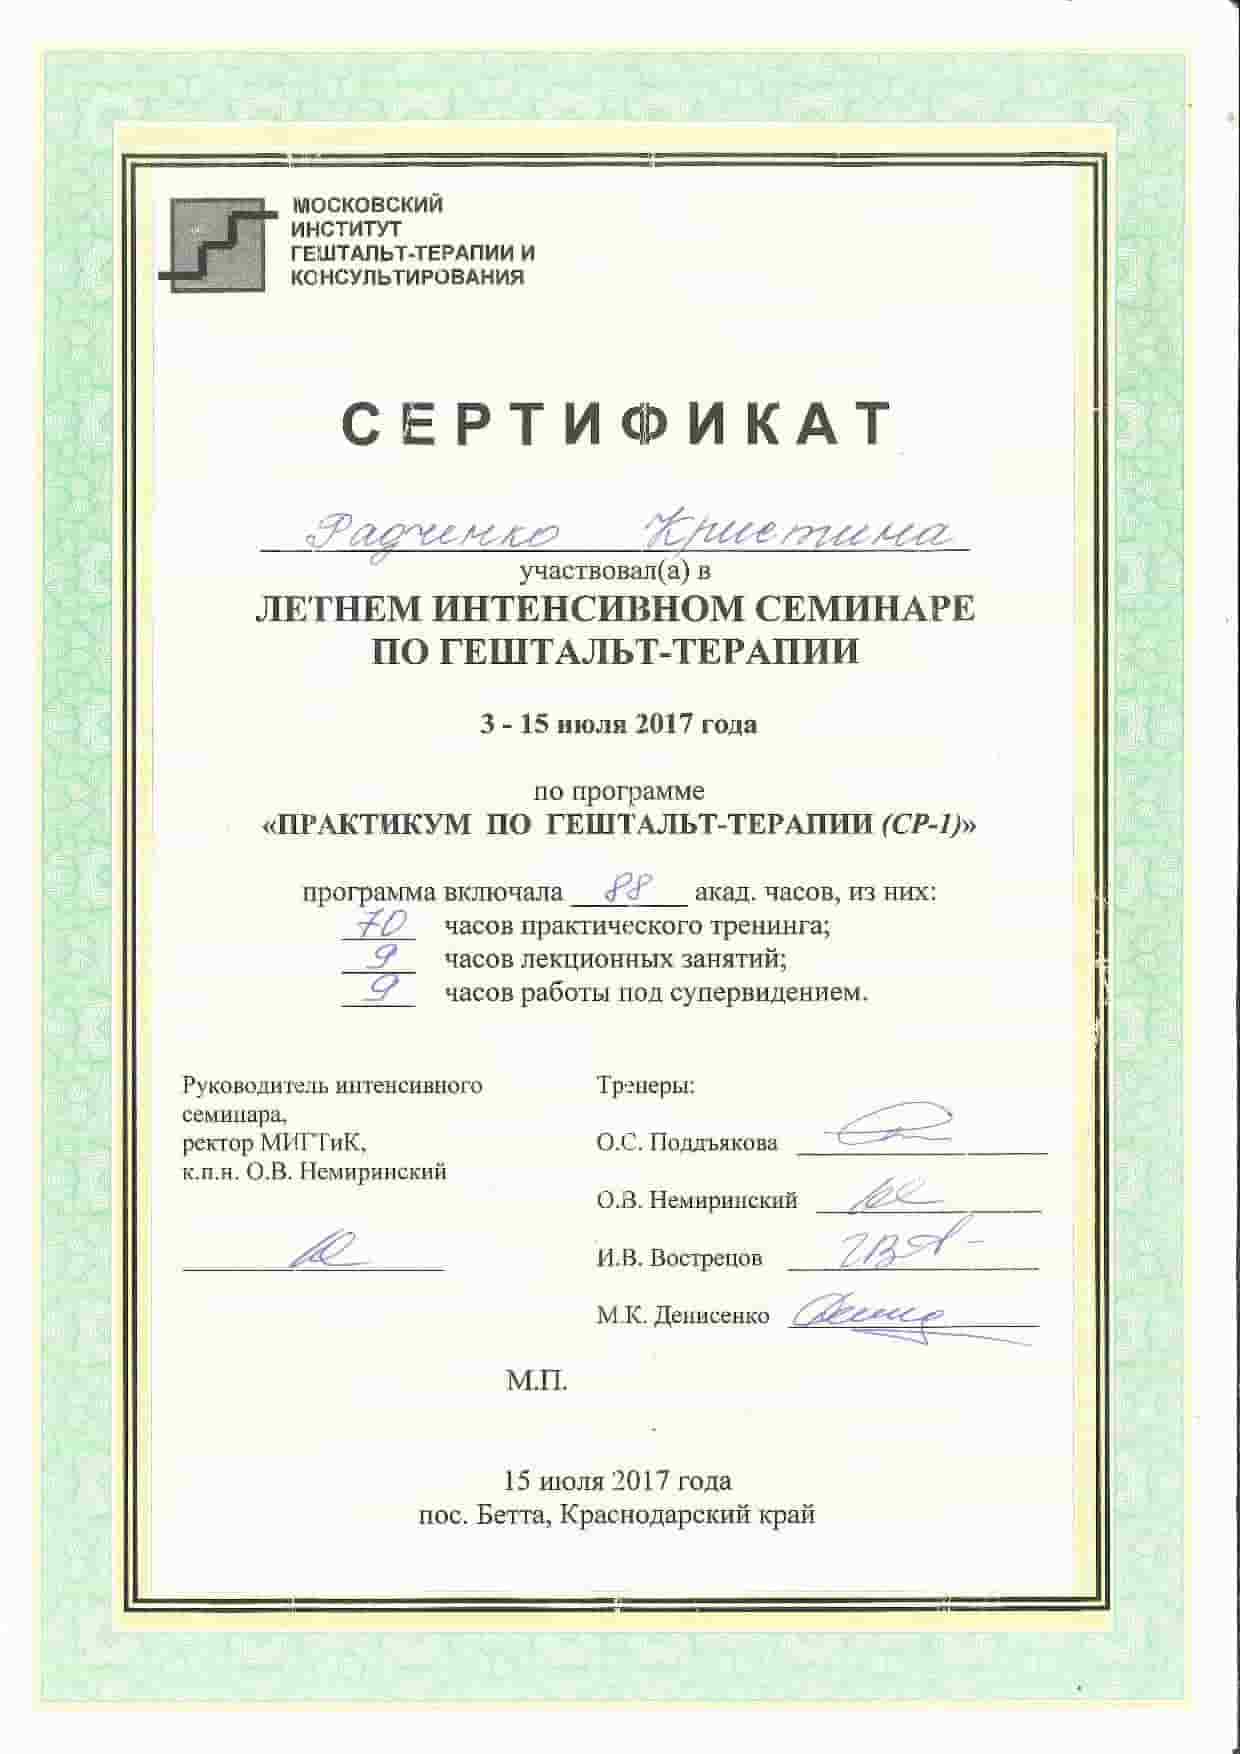 МОСКОВСКИЙ
ИНСТИТУТ
ГЕШТАЛЬТ-ТЕРАПИИ И
КОНСУЛЬТИРОВАНИЯ
СЕРТИФИКАТ
Радченко Кристина
участвовал(а) в
ЛЕТНЕМ ИНТЕНСИВНОМ СЕМИНАРЕ
ПО ГЕШТАЛЬТ-ТЕРАПИИ
3 - 15 июля 2017 года
по программе
«ПРАКТИКУМ ПО ГЕШТАЛЬТ-ТЕРАПИИ (СР-1)»
программа включала 88 акад. часов, из них:
70 часов практического тренинга;
9 часов лекционных занятий;
9 часов работы под супервидением.
Руководитель интенсивного
семинара,
ректор МИГТиК,
к.п.н. О.В. Немиринский
Тренеры:
О.С. Поддъякова
О.В. Немиринский
И.В. Вострецов
М.К. Денисенко
М.П.
15 июля 2017 года
пос. Бетта, Краснодарский край